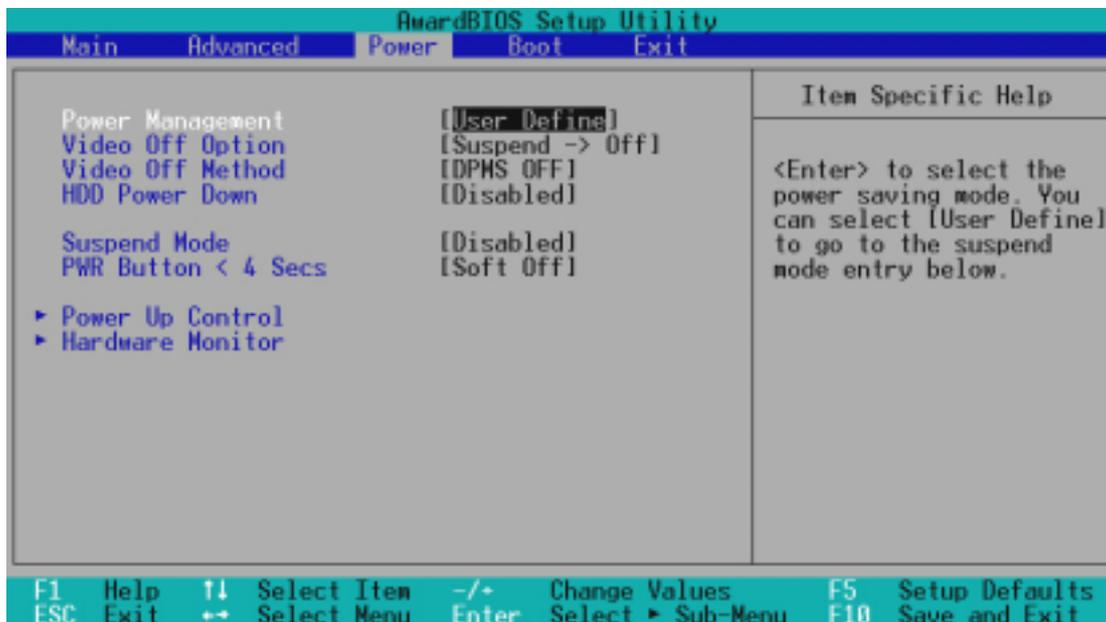 AwardBIOS Setup Utility
Main Advanced Power Boot Exit
Power Management [User Define]
Video Off Option [Suspend -> Off]
Video Off Method [DPMS OFF]
HDD Power Down [Disabled]
Suspend Mode [Disabled]
PWR Button < 4 Secs [Soft Off]
▸ Power Up Control
▸ Hardware Monitor
Item Specific Help
<Enter> to select the
power saving mode. You
can select [User Define]
to go to the suspend
mode entry below.
F1 Help ↑↓ Select Item -/+ Change Values F5 Setup Defaults
ESC Exit ↔ Select Menu Enter Select ▸ Sub-Menu F10 Save and Exit